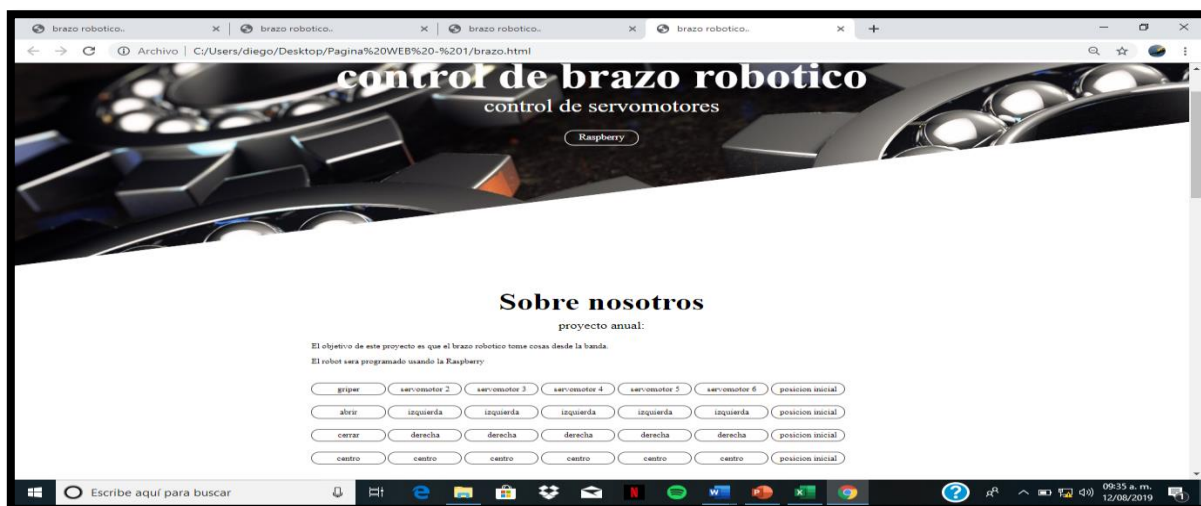 brazo robotico.. brazo robotico.. brazo robotico.. brazo robotico..
Archivo | C:/Users/diego/Desktop/Pagina%20WEB%20-%201/brazo.html
control de brazo robotico
control de servomotores
Raspberry
Sobre nosotros
proyecto anual:
El objetivo de este proyecto es que el brazo robotico tome cosas desde la banda.
El robot sera programado usando la Raspberry
griper servomotor 2 servomotor 3 servomotor 4 servomotor 5 servomotor 6 posicion inicial
abrir izquierda izquierda izquierda izquierda izquierda posicion inicial
cerrar derecha derecha derecha derecha derecha posicion inicial
centro centro centro centro centro centro posicion inicial
Escribe aquí para buscar
09:35 a. m.
12/08/2019